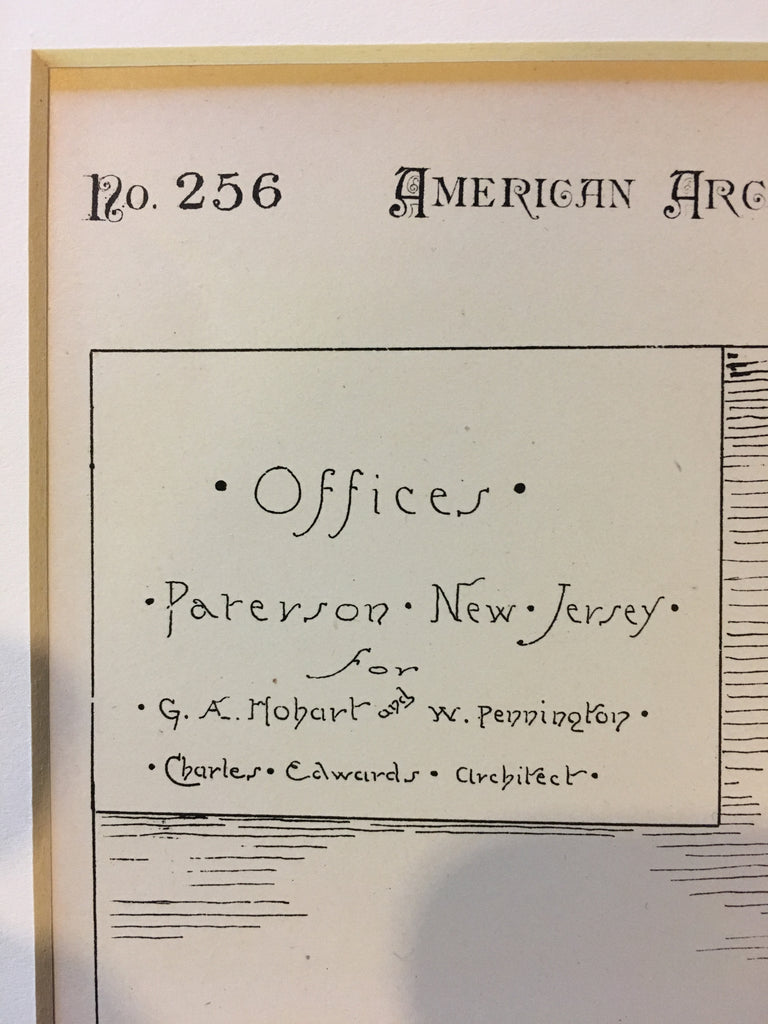 No. 256 AMERICAN ARC
• Offices •
• Paterson • New • Jersey •
for
• G. A. Hobart and W. Pennington •
• Charles • Edwards • Architect •